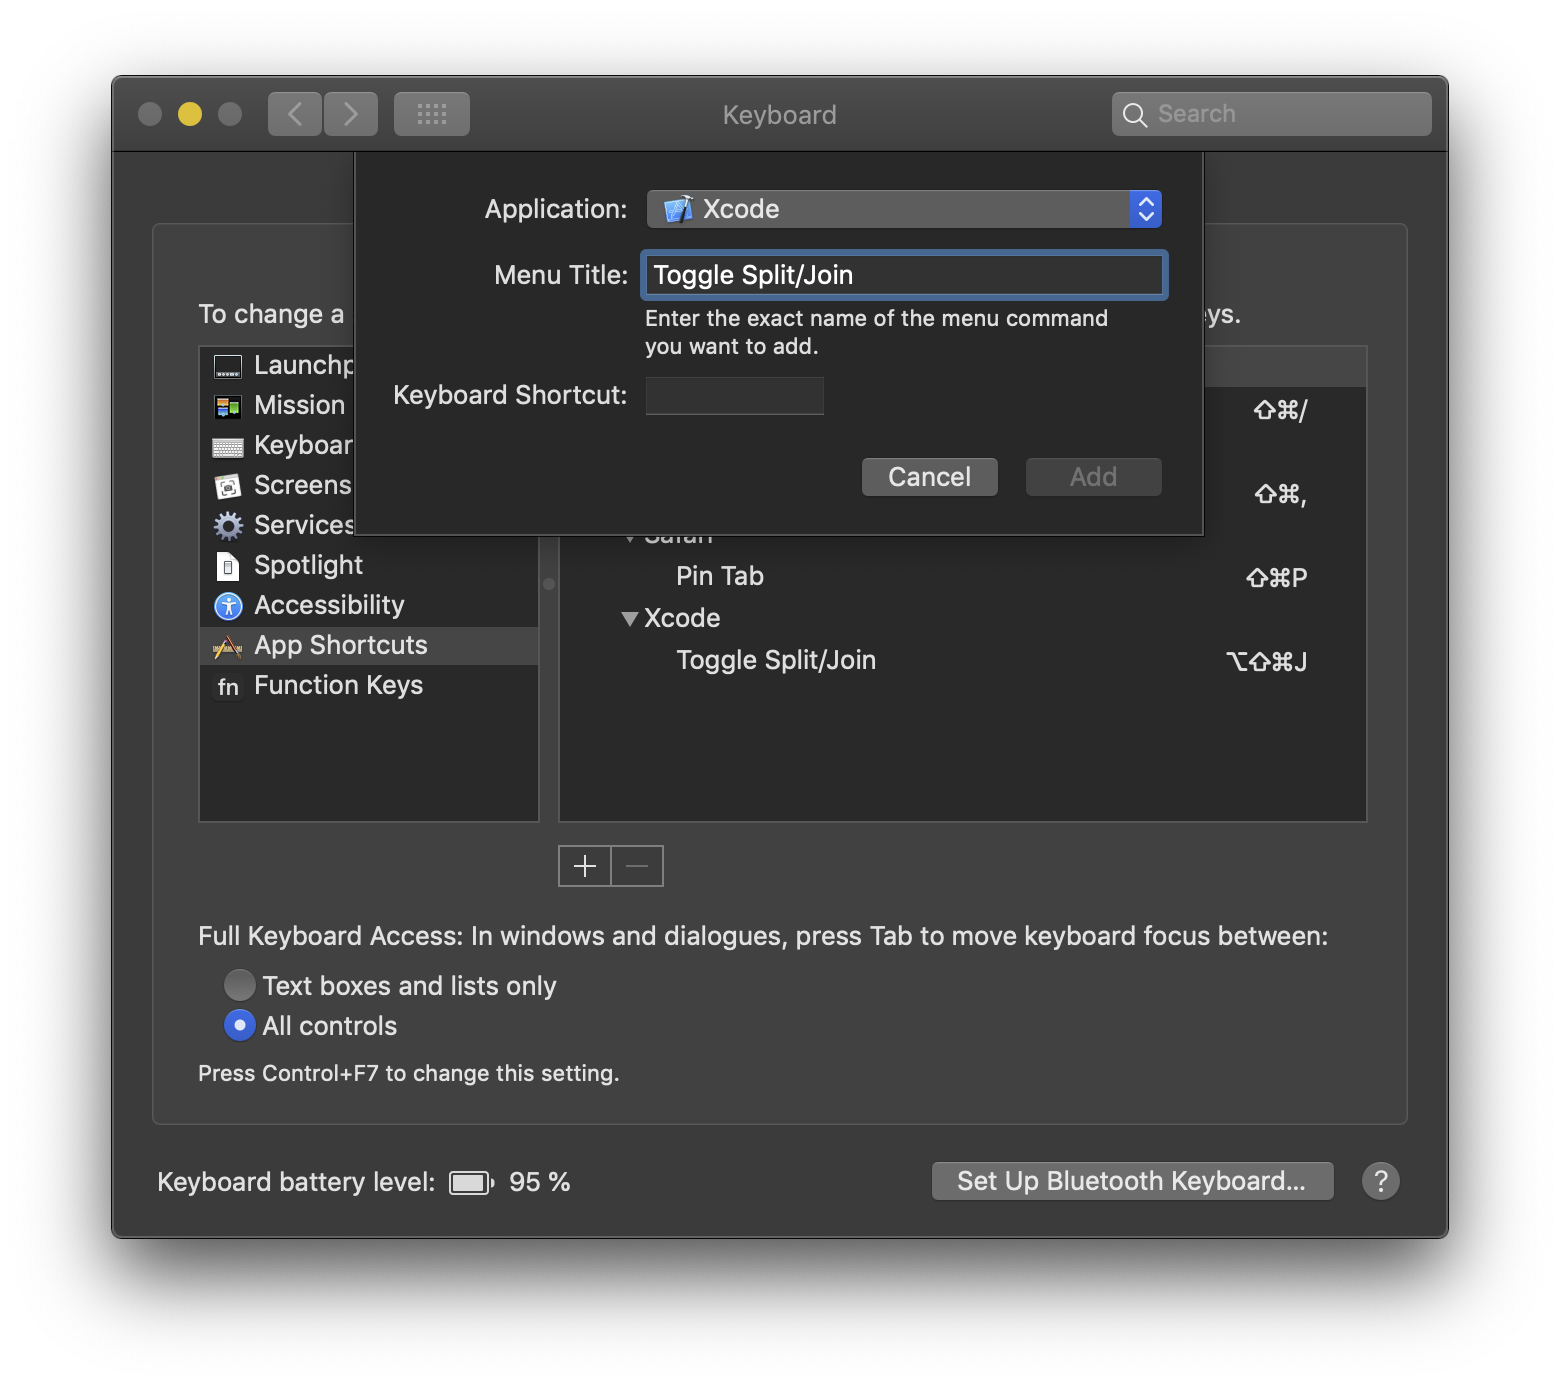 Keyboard
Search
Application:
Xcode
Menu Title:
Toggle Split/Join
Enter the exact name of the menu command
you want to add.
Keyboard Shortcut:
Cancel
Add
To change a
ys.
Mission
Screens
Services
Spotlight
Accessibility
App Shortcuts
fn Function Keys
⇧⌘/
⇧⌘,
Safari
Pin Tab ⇧⌘P
Xcode
Toggle Split/Join ⌥⇧⌘J
Full Keyboard Access: In windows and dialogues, press Tab to move keyboard focus between:
Text boxes and lists only
All controls
Press Control+F7 to change this setting.
Keyboard battery level: 95 %
Set Up Bluetooth Keyboard...
?